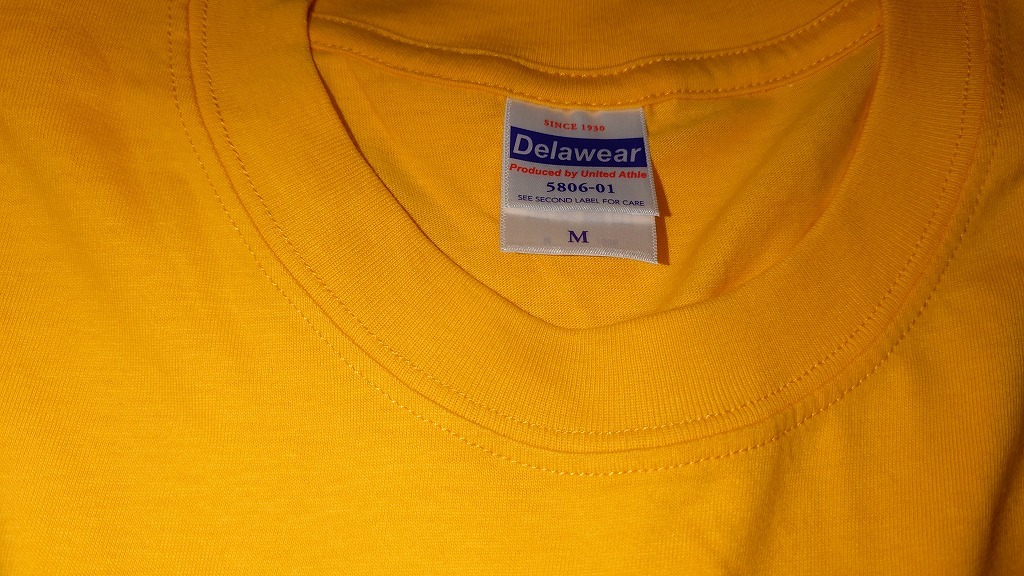 SINCE 1930
Delawear
Produced by United Athle
5806-01
SEE SECOND LABEL FOR CARE
M